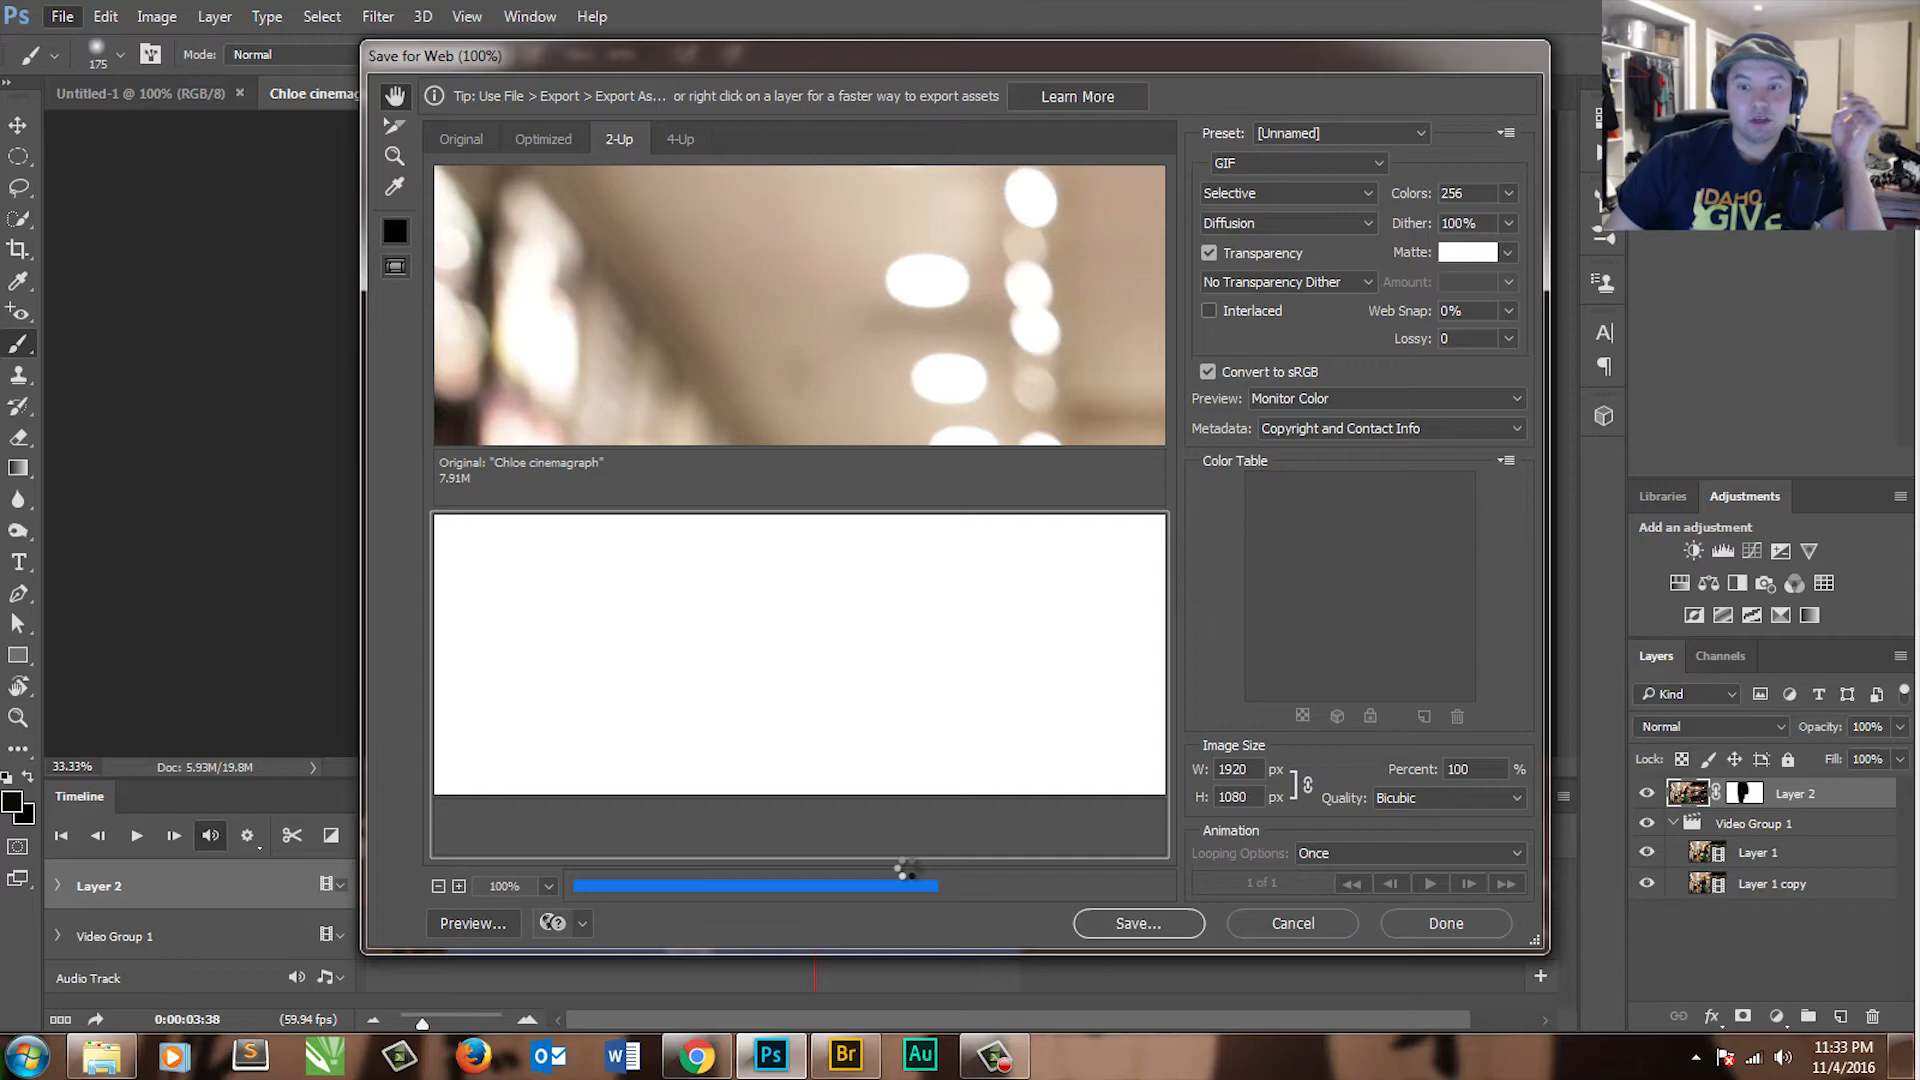 Ps File Edit Image Layer Type Select Filter 3D View Window Help
175 Mode: Normal
Save for Web (100%)
Untitled-1 @ 100% (RGB/8) × Chloe cinemag
Tip: Use File > Export > Export As... or right click on a layer for a faster way to export assets Learn More
Original Optimized 2-Up 4-Up
Original: "Chloe cinemagraph"
7.91M
100%
Preview...
Save... Cancel Done
Preset: [Unnamed]
GIF
Selective Colors: 256
Diffusion Dither: 100%
Transparency Matte:
No Transparency Dither Amount:
Interlaced Web Snap: 0%
Lossy: 0
Convert to sRGB
Preview: Monitor Color
Metadata: Copyright and Contact Info
Color Table
Image Size
W: 1920 px Percent: 100 %
H: 1080 px Quality: Bicubic
Animation
Looping Options: Once
1 of 1
IDAHO
GIVE
Libraries Adjustments
Add an adjustment
Layers Channels
Kind
Normal Opacity: 100%
Lock: Fill: 100%
Layer 2
Video Group 1
Layer 1
Layer 1 copy
33.33% Doc: 5.93M/19.8M
Timeline
Layer 2
Video Group 1
Audio Track
0:00:03:38 (59.94 fps)
S O W Ps Br Au
11:33 PM
11/4/2016